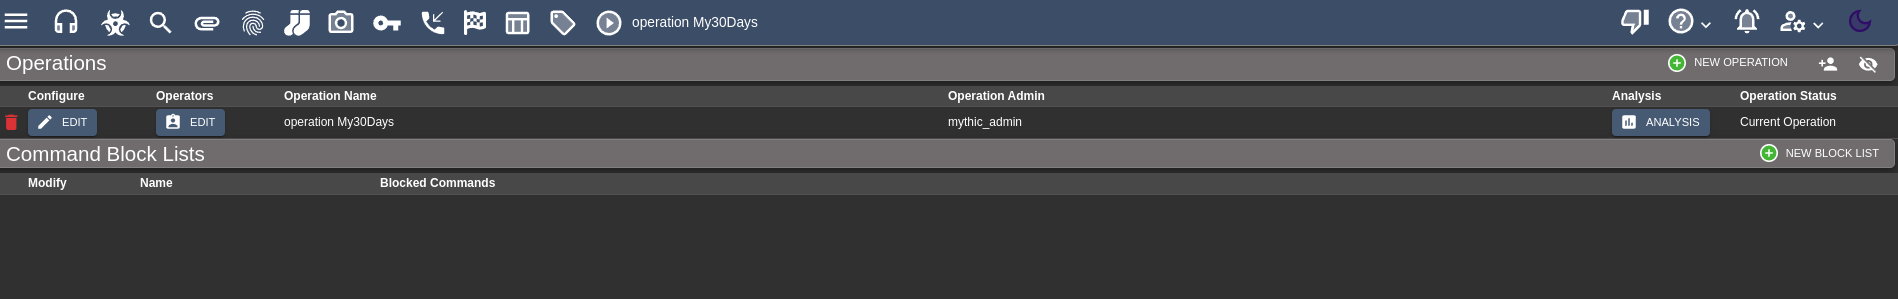 operation My30Days
Operations NEW OPERATION
Configure Operators Operation Name Operation Admin Analysis Operation Status
EDIT EDIT operation My30Days mythic_admin ANALYSIS Current Operation
Command Block Lists NEW BLOCK LIST
Modify Name Blocked Commands